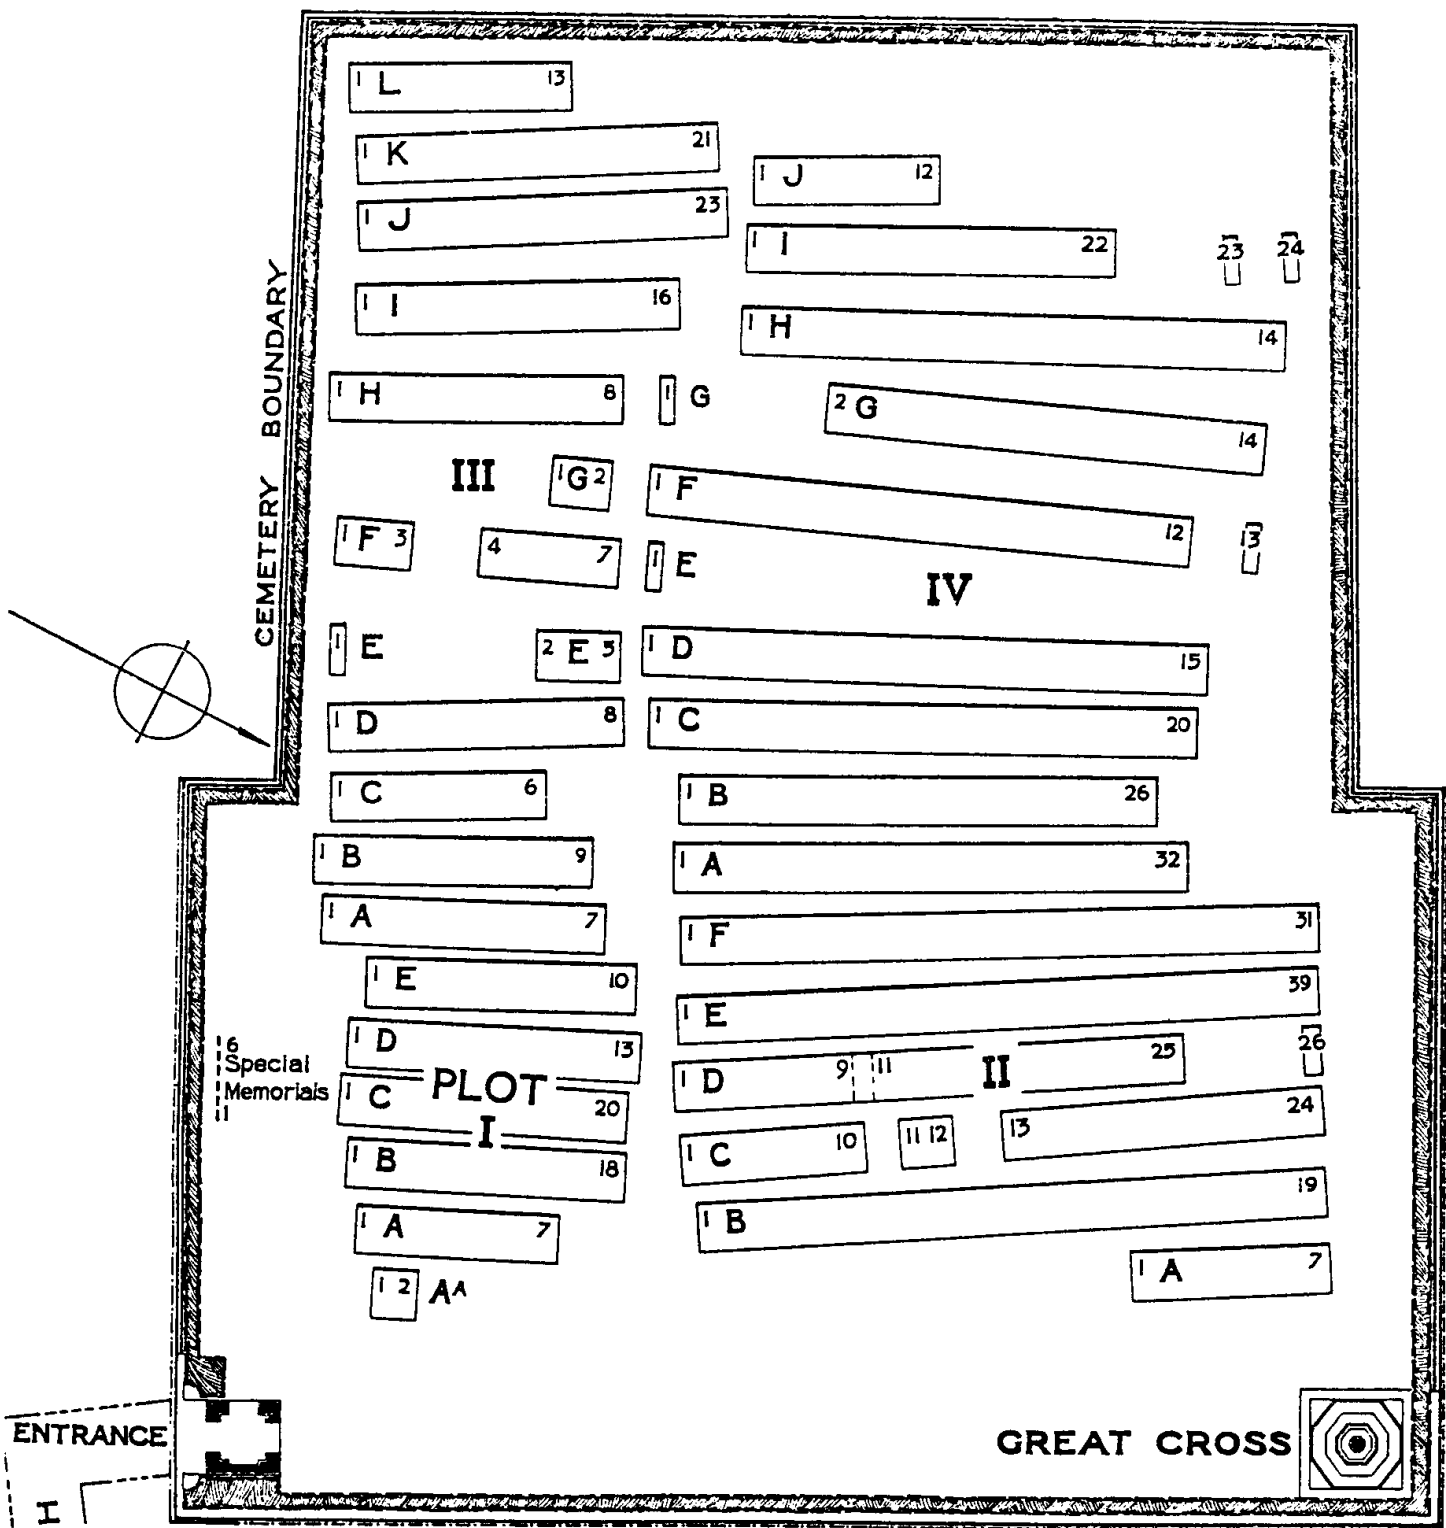 1 L 13
1 K 21
1 J 12
1 J 23
1 I 22
23 24
1 I 16
1 H 14
CEMETERY BOUNDARY
1 H 8
1 G
2 G 14
III
1 G 2
1 F 12
1 F 3
4 7
13
1 E
IV
1 E
2 E 5
1 D 15
1 D 8
1 C 20
1 C 6
1 B 26
1 B 9
1 A 32
1 A 7
1 F 31
1 E 10
1 E 39
1 D 13
6
Special
Memorials
1
1 D 9 11
II
25
26
PLOT
I
1 C 20
1 C 10
11 12
13 24
1 B 18
1 B 19
1 A 7
1 A 7
1 2 AA
ENTRANCE
GREAT CROSS
H